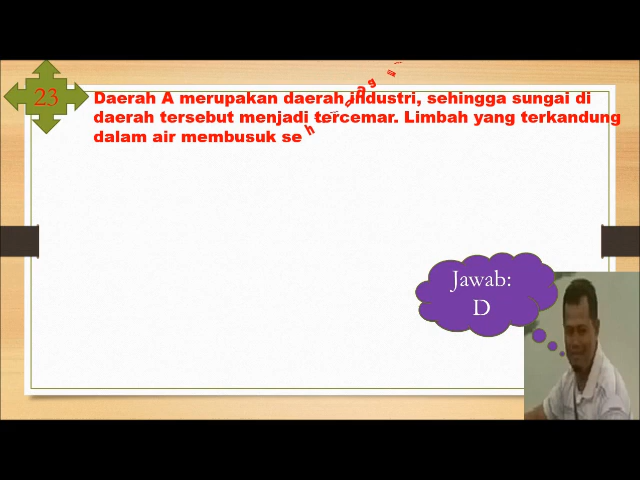 23
Daerah A merupakan daerah industri, sehingga sungai di
daerah tersebut menjadi tercemar. Limbah yang terkandung
dalam air membusuk se
Jawab:
D